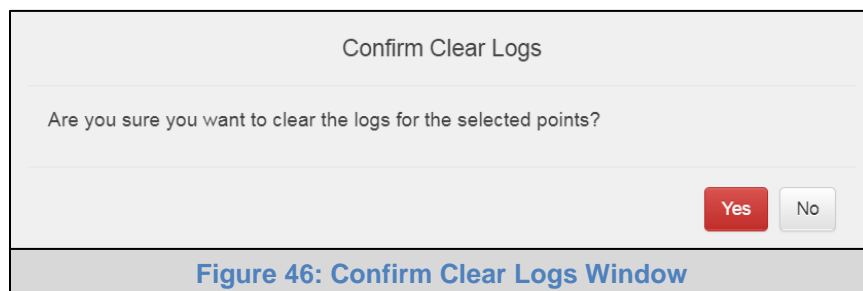 Confirm Clear Logs
Are you sure you want to clear the logs for the selected points?
Yes No
Figure 46: Confirm Clear Logs Window